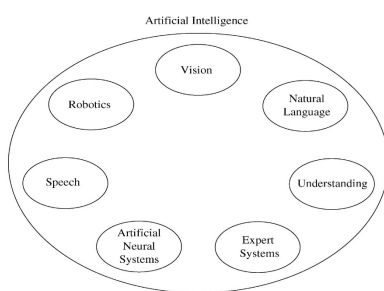 Artificial Intelligence
Vision
Robotics
Natural
Language
Speech
Understanding
Artificial
Neural
Systems
Expert
Systems